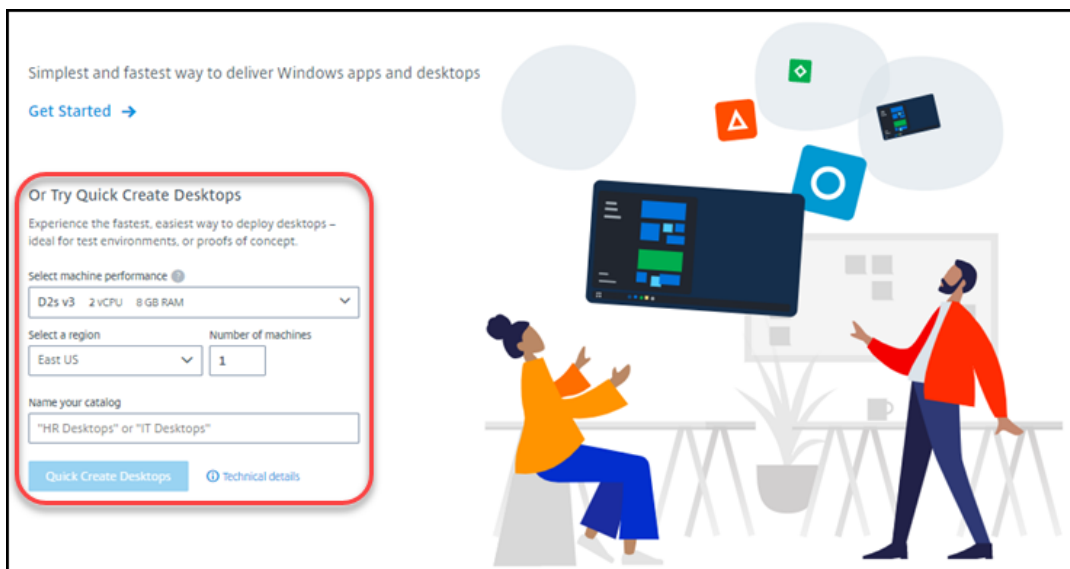 Simplest and fastest way to deliver Windows apps and desktops
Get Started →
Or Try Quick Create Desktops
Experience the fastest, easiest way to deploy desktops –
ideal for test environments, or proofs of concept.
Select machine performance ?
D2s v3 2 vCPU 8 GB RAM
Select a region Number of machines
East US 1
Name your catalog
"HR Desktops" or "IT Desktops"
Quick Create Desktops Technical details